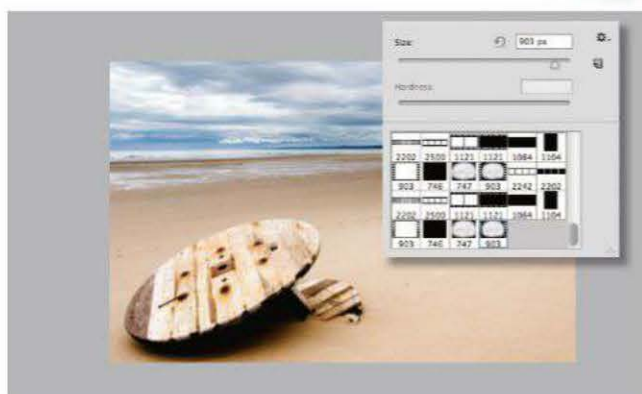 Size:
903 px
Hardness:
2202 2500 1121 1121 1084 1104
903 746 747 903 2242 2202
2202 2500 1121 1121 1084 1104
903 746 747 903